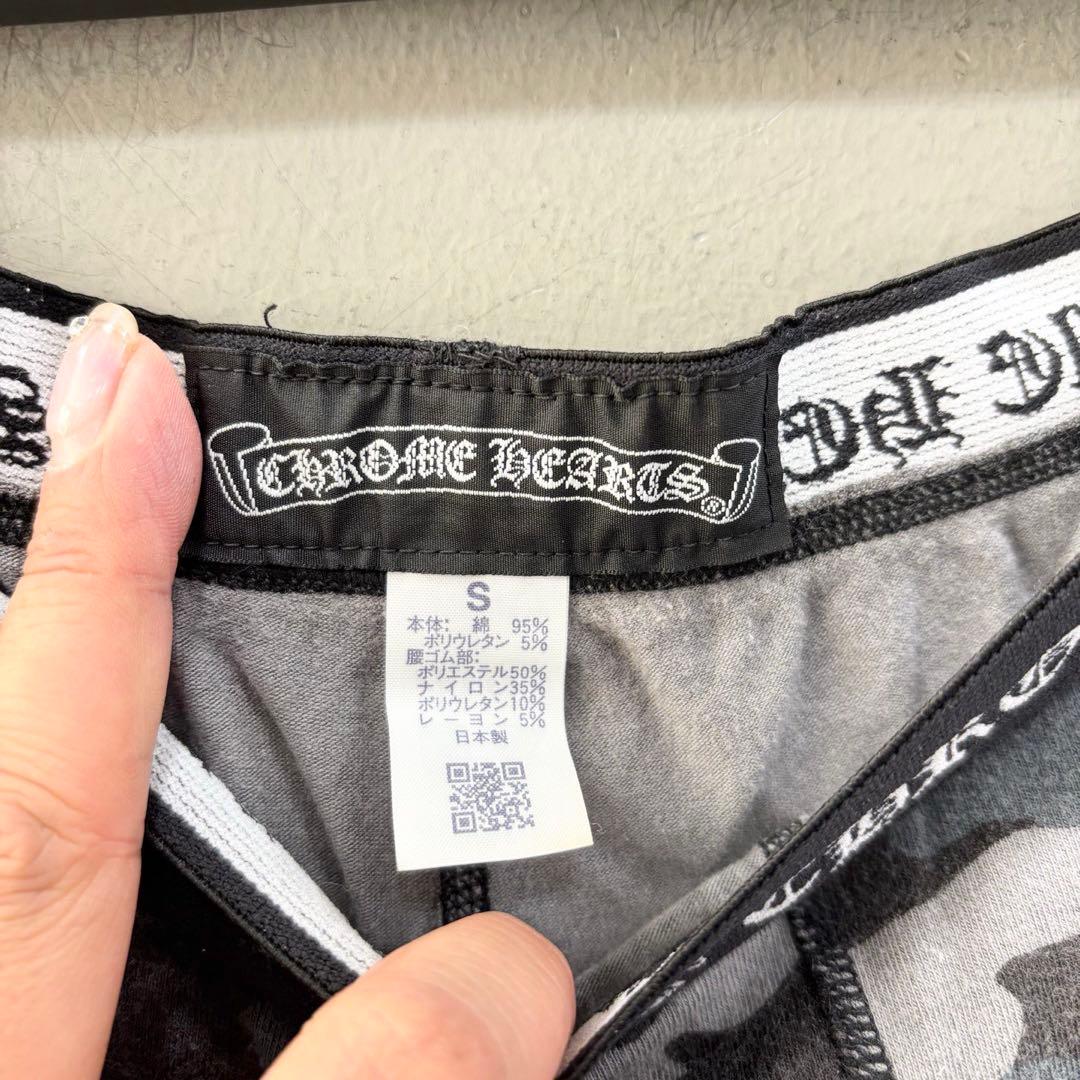 CHROME HEARTS®
S
本体: 綿 95%
ポリウレタン 5%
腰ゴム部:
ポリエステル50%
ナイロン35%
ポリウレタン10%
レーヨン 5%
日本製